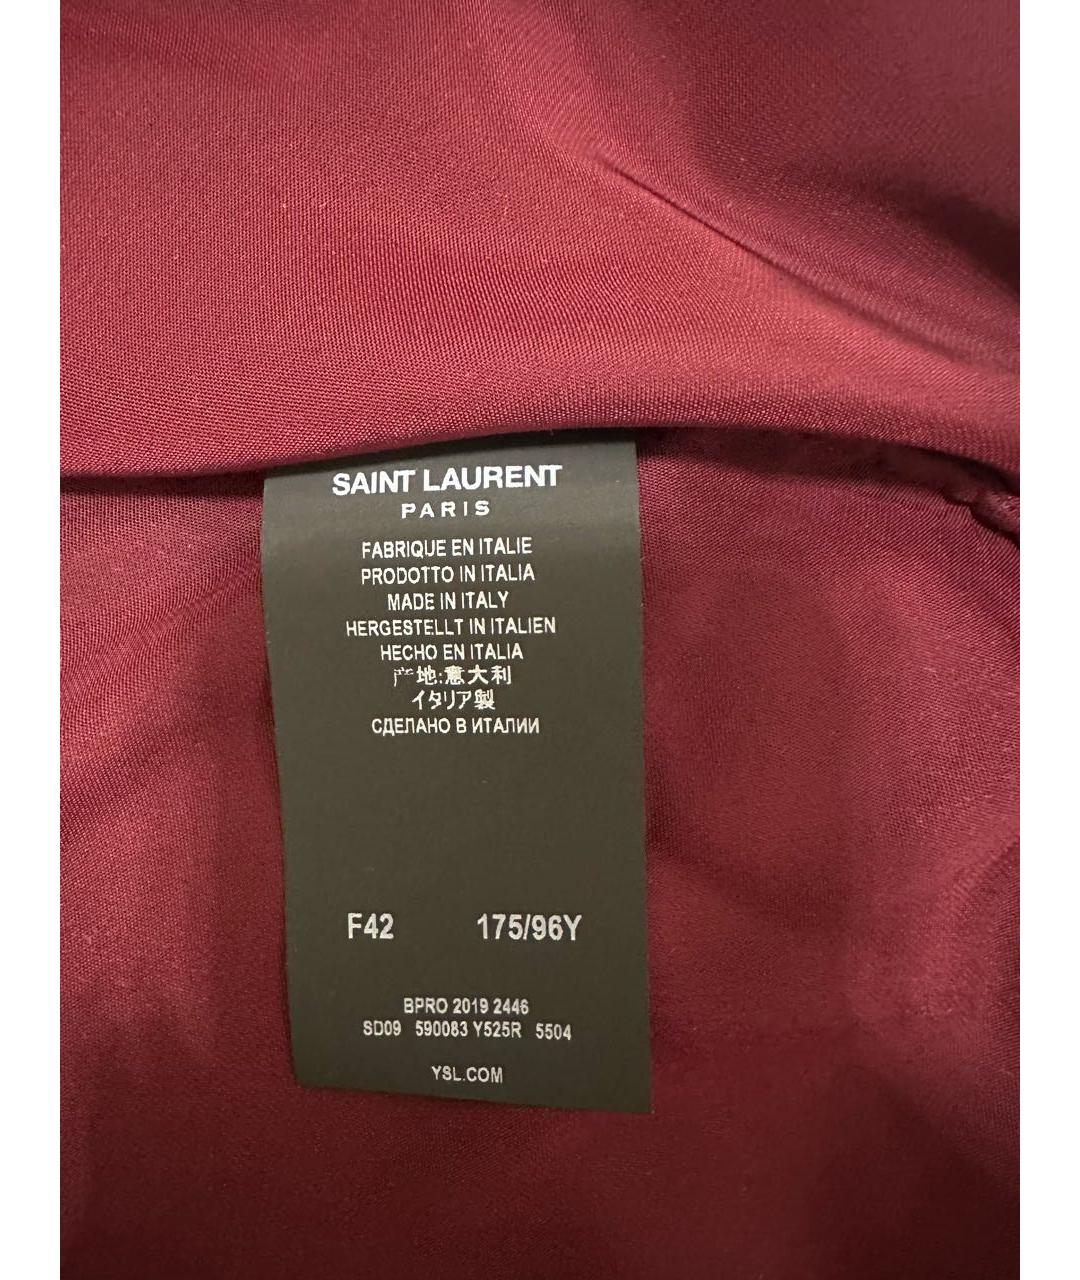 SAINT LAURENT
PARIS
FABRIQUE EN ITALIE
PRODOTTO IN ITALIA
MADE IN ITALY
HERGESTELLT IN ITALIEN
HECHO EN ITALIA
产地:意大利
イタリア製
СДЕЛАНО В ИТАЛИИ
F42 175/96Y
BPRO 2019 2446
SD09 590083 Y525R 5504
YSL.COM